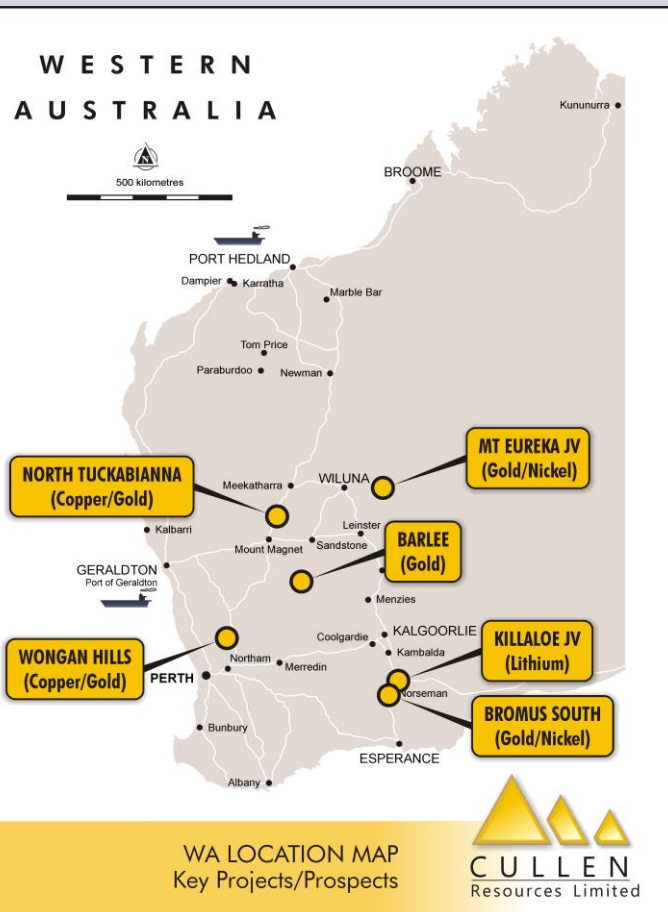 WESTERN
AUSTRALIA
N
500 kilometres
Kununurra
BROOME
PORT HEDLAND
Dampier
Karratha
Marble Bar
Tom Price
Paraburdoo
Newman
MT EUREKA JV
(Gold/Nickel)
NORTH TUCKABIANNA
(Copper/Gold)
Meekatharra
WILUNA
Kalbarri
Leinster
Mount Magnet
Sandstone
BARLEE
(Gold)
GERALDTON
Port of Geraldton
Menzies
KALGOORLIE
Coolgardie
Kambalda
KILLALOE JV
(Lithium)
WONGAN HILLS
(Copper/Gold)
Northam
Merredin
PERTH
Norseman
BROMUS SOUTH
(Gold/Nickel)
Bunbury
ESPERANCE
Albany
WA LOCATION MAP
Key Projects/Prospects
CULLEN
Resources Limited